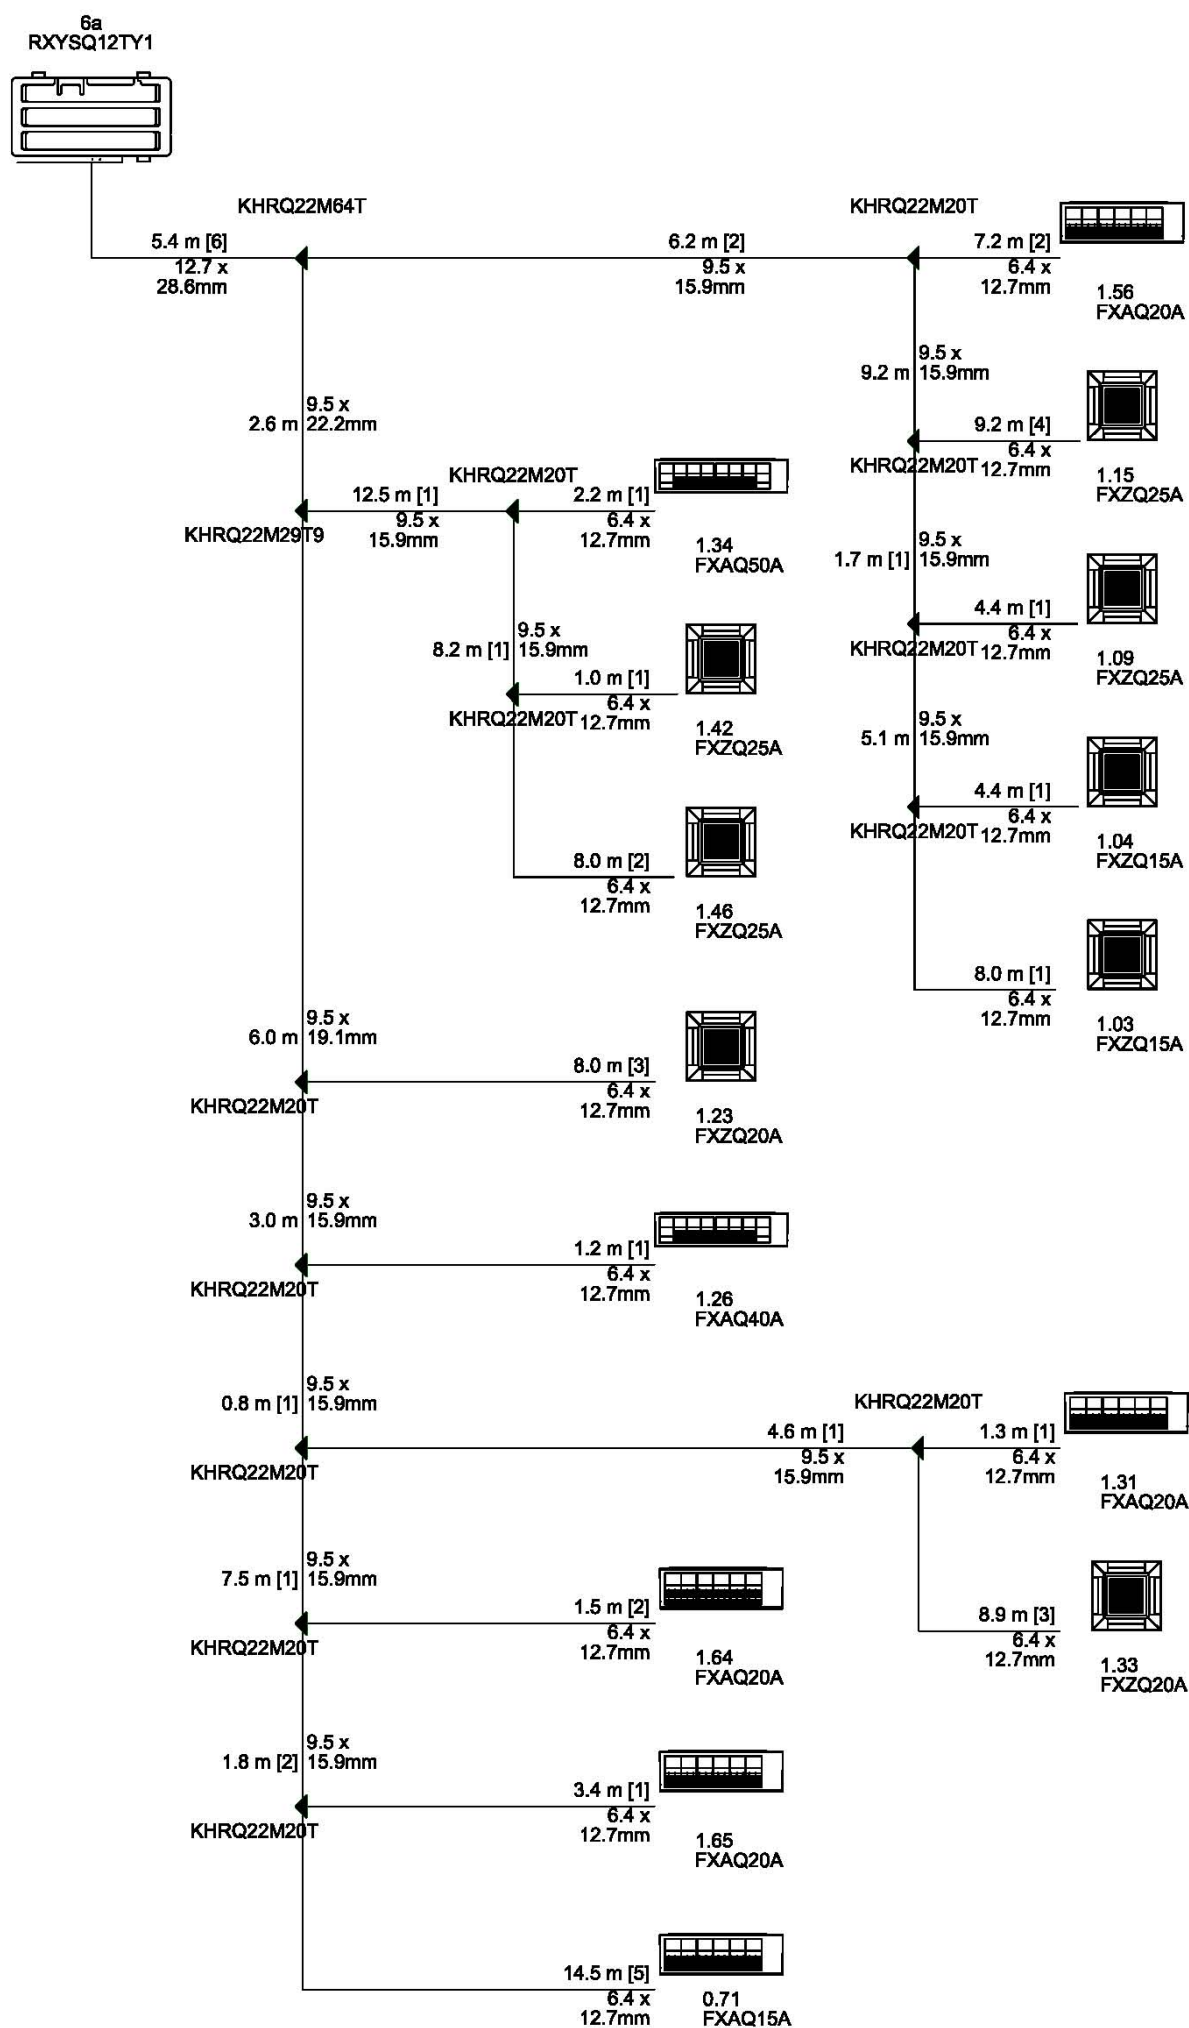 6a
RXYSQ12TY1
KHRQ22M64T
KHRQ22M20T
5.4 m [6]
12.7 x
28.6mm
6.2 m [2]
9.5 x
15.9mm
7.2 m [2]
6.4 x
12.7mm
1.56
FXAQ20A
9.5 x
9.2 m 15.9mm
9.2 m [4]
6.4 x
KHRQ22M20T 12.7mm
1.15
FXZQ25A
9.5 x
2.6 m 22.2mm
KHRQ22M20T
12.5 m [1]
9.5 x
15.9mm
2.2 m [1]
6.4 x
12.7mm
KHRQ22M29T9
1.34
FXAQ50A
9.5 x
1.7 m [1] 15.9mm
4.4 m [1]
6.4 x
KHRQ22M20T 12.7mm
1.09
FXZQ25A
9.5 x
8.2 m [1] 15.9mm
1.0 m [1]
6.4 x
KHRQ22M20T 12.7mm
1.42
FXZQ25A
9.5 x
5.1 m 15.9mm
4.4 m [1]
6.4 x
KHRQ22M20T 12.7mm
1.04
FXZQ15A
8.0 m [2]
6.4 x
12.7mm
1.46
FXZQ25A
8.0 m [1]
6.4 x
12.7mm
1.03
FXZQ15A
9.5 x
6.0 m 19.1mm
8.0 m [3]
6.4 x
12.7mm
KHRQ22M20T
1.23
FXZQ20A
9.5 x
3.0 m 15.9mm
1.2 m [1]
6.4 x
12.7mm
KHRQ22M20T
1.26
FXAQ40A
9.5 x
0.8 m [1] 15.9mm
KHRQ22M20T
4.6 m [1]
9.5 x
15.9mm
1.3 m [1]
6.4 x
12.7mm
KHRQ22M20T
1.31
FXAQ20A
9.5 x
7.5 m [1] 15.9mm
1.5 m [2]
6.4 x
12.7mm
KHRQ22M20T
1.64
FXAQ20A
8.9 m [3]
6.4 x
12.7mm
1.33
FXZQ20A
9.5 x
1.8 m [2] 15.9mm
3.4 m [1]
6.4 x
12.7mm
KHRQ22M20T
1.65
FXAQ20A
14.5 m [5]
6.4 x
12.7mm
0.71
FXAQ15A